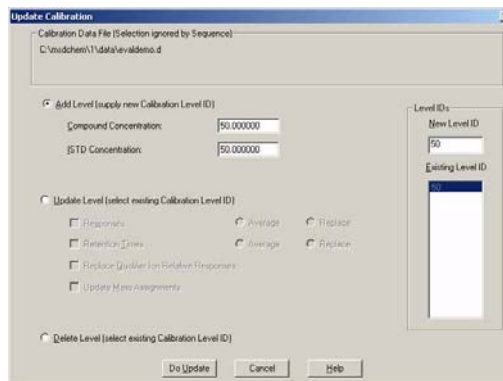 Update Calibration
Calibration Data File (Selection ignored by Sequence)
C:\msdchem\1\data\evaldemo.d
Add Level (supply new Calibration Level ID)
Compound Concentration: 50.000000
ISTD Concentration: 50.000000
Level IDs
New Level ID
50
Existing Level ID
50
Update Level (select existing Calibration Level ID)
Responses Average Replace
Retention Times Average Replace
Replace Qualifier Ion Relative Responses
Update Mass Assignments
Delete Level (select existing Calibration Level ID)
Do Update Cancel Help